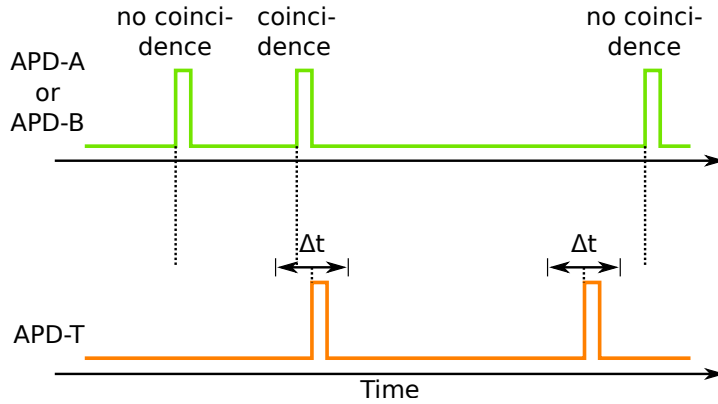 no coinci-
dence
coinci-
dence
no coinci-
dence
APD-A
or
APD-B
Δt
Δt
APD-T
Time